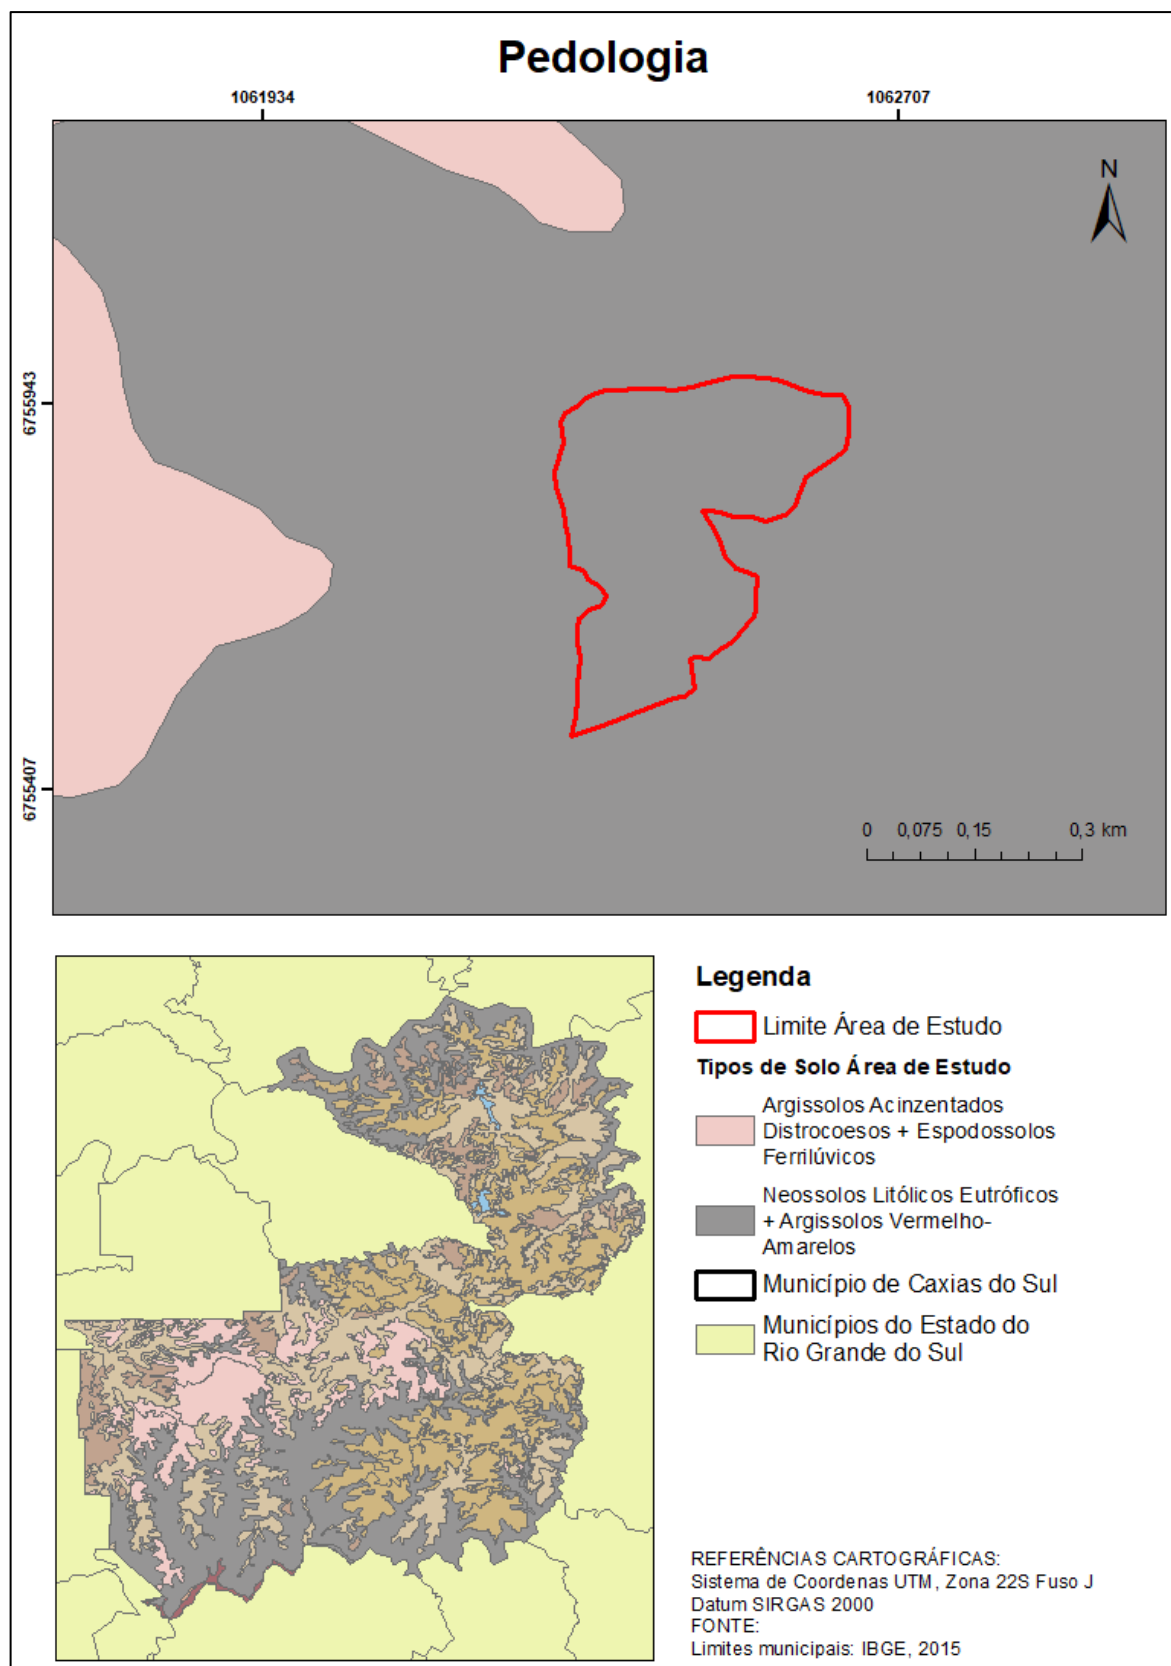 Pedologia
1061934
1062707
N
6755943
6755407
0 0,075 0,15 0,3 km
Legenda
Limite Área de Estudo
Tipos de Solo Área de Estudo
Argissolos Acinzentados
Distrocoesos + Espodossolos
Ferrilúvicos
Neossolos Litólicos Eutróficos
+ Argissolos Vermelho-
Amarelos
Município de Caxias do Sul
Municípios do Estado do
Rio Grande do Sul
REFERÊNCIAS CARTOGRÁFICAS:
Sistema de Coordenas UTM, Zona 22S Fuso J
Datum SIRGAS 2000
FONTE:
Limites municipais: IBGE, 2015